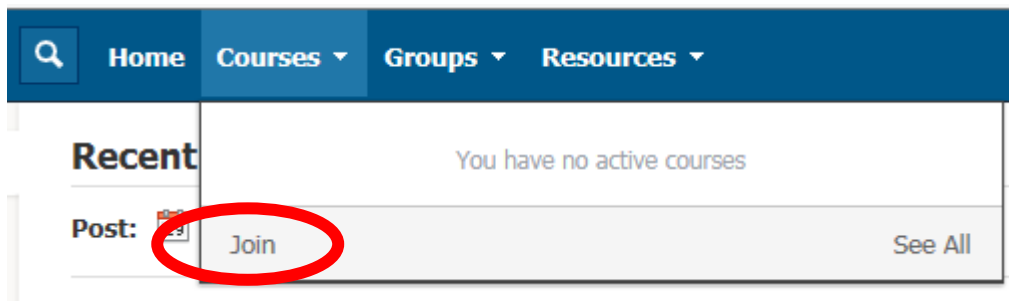 Home Courses Groups Resources
Recent
You have no active courses
Post:
Join See All